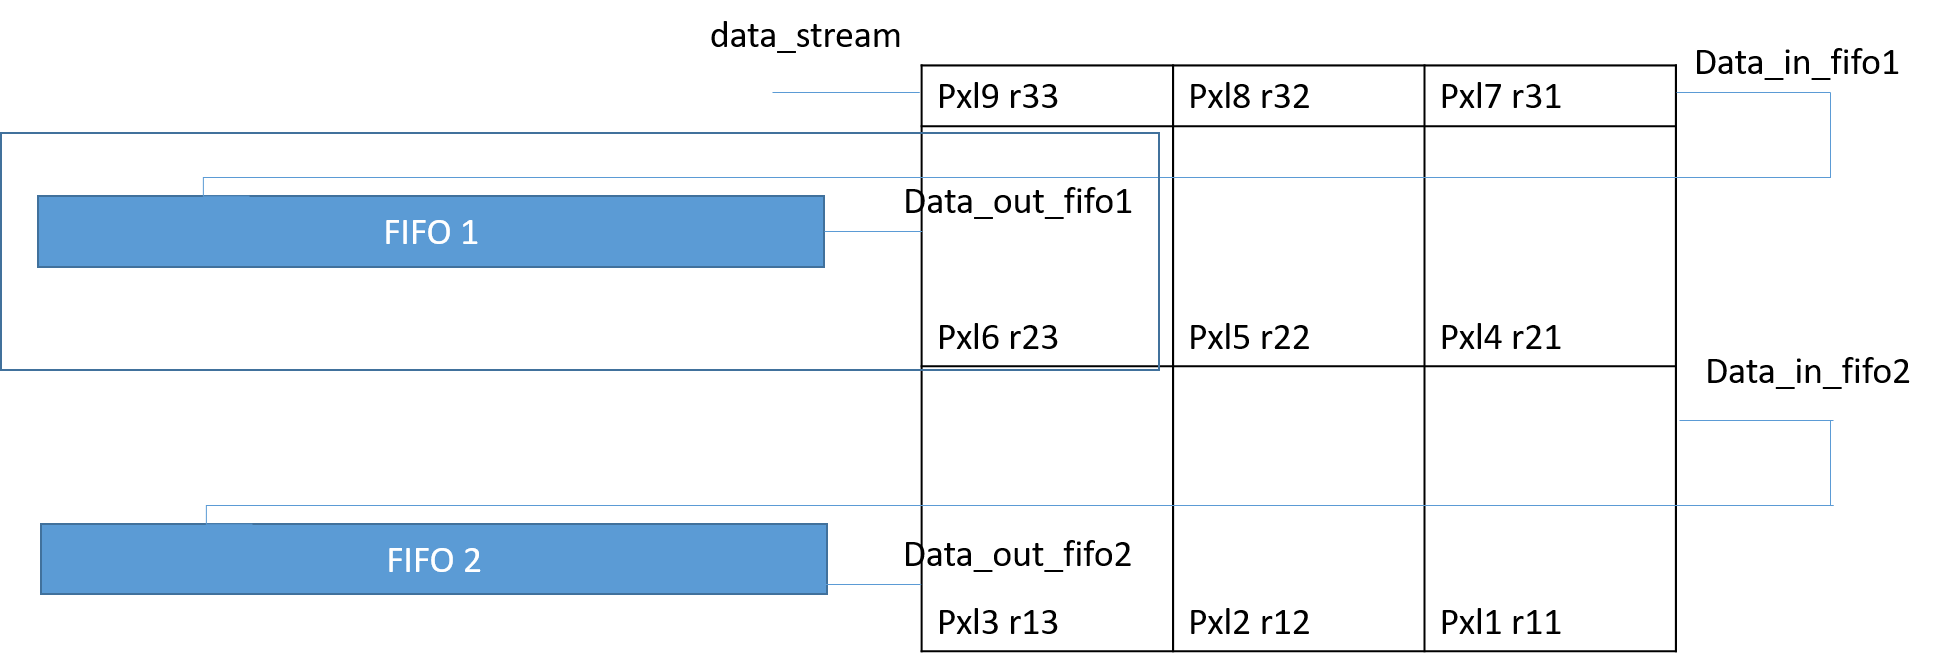 data_stream
Data_in_fifo1
Pxl9 r33
Pxl8 r32
Pxl7 r31
Data_out_fifo1
FIFO 1
Pxl6 r23
Pxl5 r22
Pxl4 r21
Data_in_fifo2
Data_out_fifo2
FIFO 2
Pxl3 r13
Pxl2 r12
Pxl1 r11